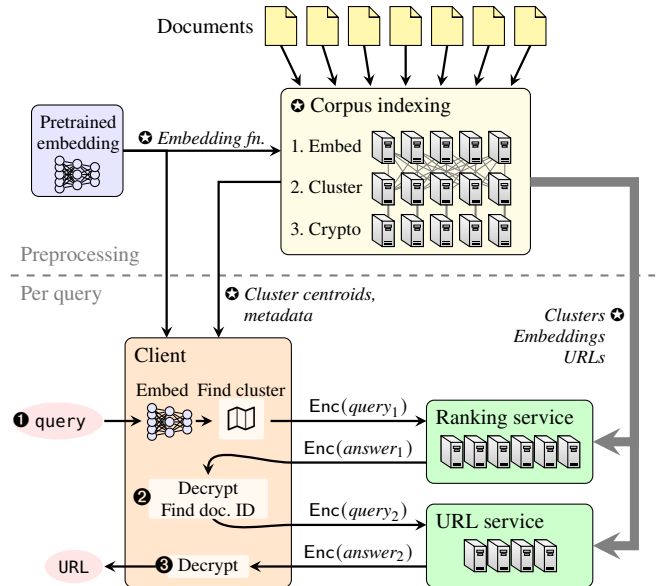 Documents
✪ Corpus indexing
Pretrained
embedding
✪ Embedding fn.
1. Embed
2. Cluster
3. Crypto
Preprocessing
Per query
✪ Cluster centroids,
metadata
Clusters ✪
Embeddings
URLs
Client
Embed
Find cluster
❶ query
Enc(query₁)
Ranking service
Enc(answer₁)
❷ Decrypt
Find doc. ID
Enc(query₂)
URL service
Enc(answer₂)
❸ Decrypt
URL